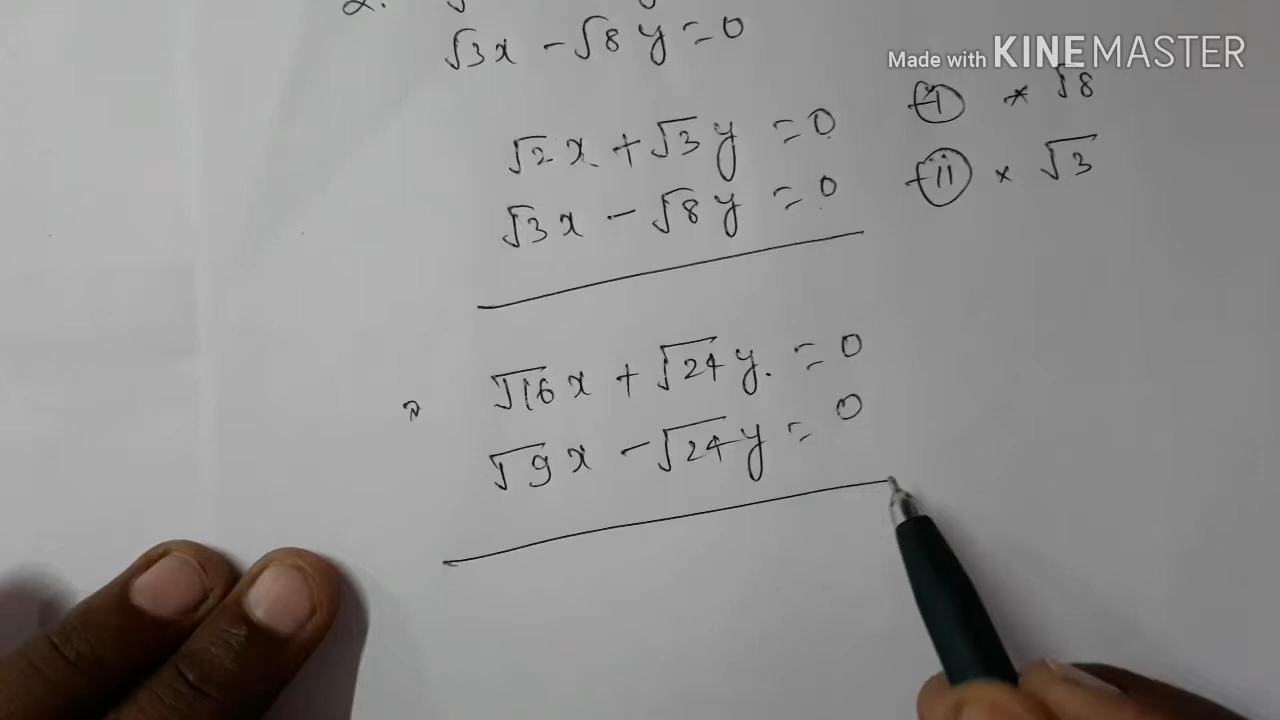 2.
√3x - √8y = 0
Made with KINEMASTER
√2x + √3y = 0 (I) * √8
√3x - √8y = 0 (ii) × √3
√16x + √24y. = 0
√9x - √24y = 0